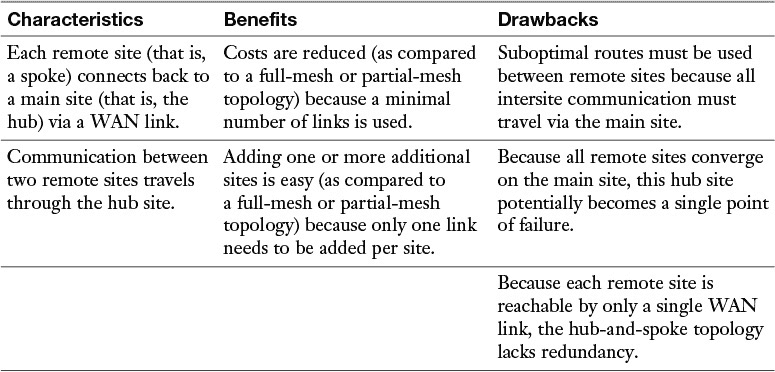 Characteristics
Benefits
Drawbacks
Each remote site (that is,
a spoke) connects back to
a main site (that is, the
hub) via a WAN link.
Costs are reduced (as compared
to a full-mesh or partial-mesh
topology) because a minimal
number of links is used.
Suboptimal routes must be used
between remote sites because all
intersite communication must
travel via the main site.
Communication between
two remote sites travels
through the hub site.
Adding one or more additional
sites is easy (as compared to
a full-mesh or partial-mesh
topology) because only one link
needs to be added per site.
Because all remote sites converge
on the main site, this hub site
potentially becomes a single point
of failure.
Because each remote site is
reachable by only a single WAN
link, the hub-and-spoke topology
lacks redundancy.